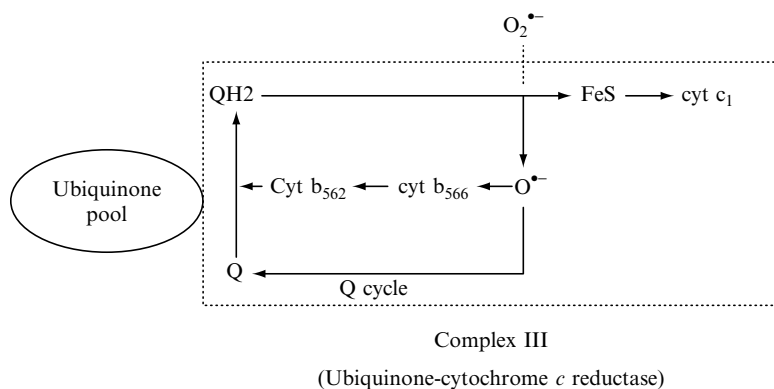 O₂•−
QH2 FeS cyt c₁
Ubiquinone
pool
Cyt b₅₆₂ cyt b₅₆₆ O•−
Q
Q cycle
Complex III
(Ubiquinone-cytochrome c reductase)